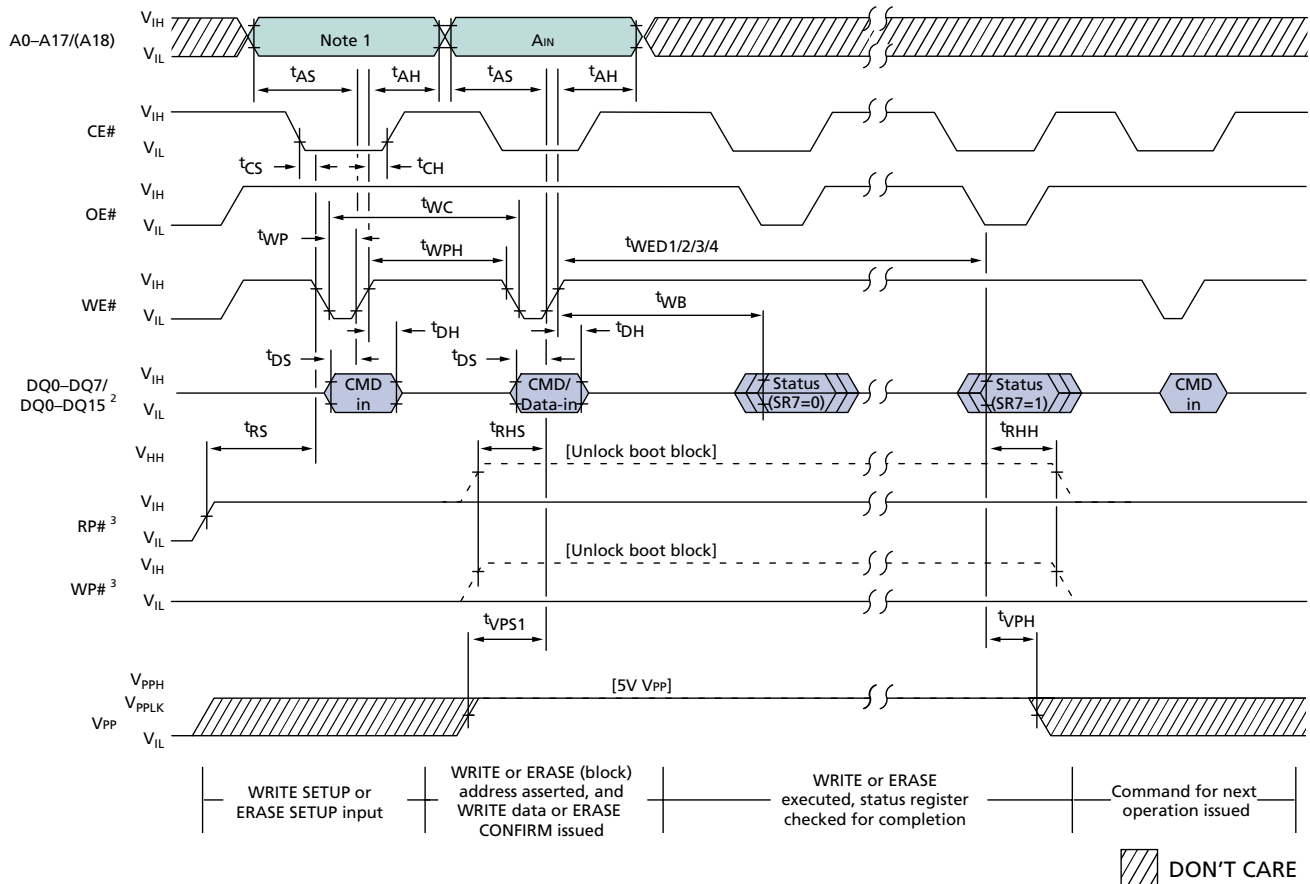 A0–A17/(A18)
VIH
VIL
Note 1
AIN
tAS
tAH
tAS
tAH
CE#
VIH
VIL
tCS
tCH
OE#
VIH
VIL
tWC
tWP
tWPH
tWED1/2/3/4
WE#
VIH
VIL
tWB
tDH
tDH
tDS
tDS
DQ0–DQ7/
DQ0–DQ15 2
VIH
VIL
CMD
in
CMD/
Data-in
Status
(SR7=0)
Status
(SR7=1)
CMD
in
tRS
tRHS
tRHH
VHH
[Unlock boot block]
RP# 3
VIH
VIL
[Unlock boot block]
WP# 3
VIH
VIL
tVPS1
tVPH
VPPH
VPPLK
VPP
VIL
[5V VPP]
WRITE SETUP or
ERASE SETUP input
WRITE or ERASE (block)
address asserted, and
WRITE data or ERASE
CONFIRM issued
WRITE or ERASE
executed, status register
checked for completion
Command for next
operation issued
DON'T CARE